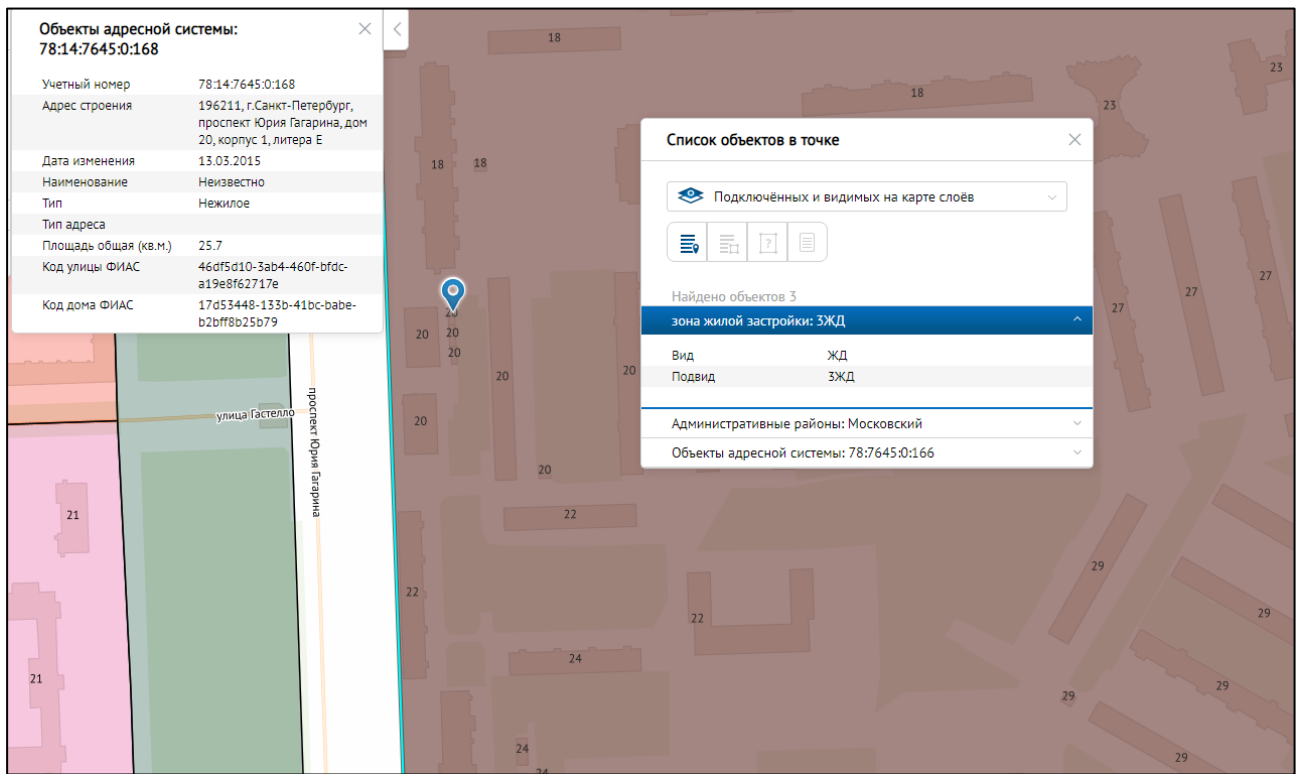 Объекты адресной системы:
78:14:7645:0:168
Учетный номер 78:14:7645:0:168
Адрес строения 196211, г.Санкт-Петербург,
проспект Юрия Гагарина, дом
20, корпус 1, литера Е
Дата изменения 13.03.2015
Наименование Неизвестно
Тип Нежилое
Тип адреса
Площадь общая (кв.м.) 25.7
Код улицы ФИАС 46df5d10-3ab4-460f-bfdc-
a19e8f62717e
Код дома ФИАС 17d53448-133b-41bc-babe-
b2bff8b25b79
Список объектов в точке
Подключённых и видимых на карте слоёв
Найдено объектов 3
зона жилой застройки: 3ЖД
Вид ЖД
Подвид 3ЖД
Административные районы: Московский
Объекты адресной системы: 78:7645:0:166
18
23
18
23
18
18
27
27
27
20
20
20
20
20
20
улица Гастелло
проспект Юрия Гагарина
20
20
21
22
29
22
22
29
24
21
29
29
24
29
24